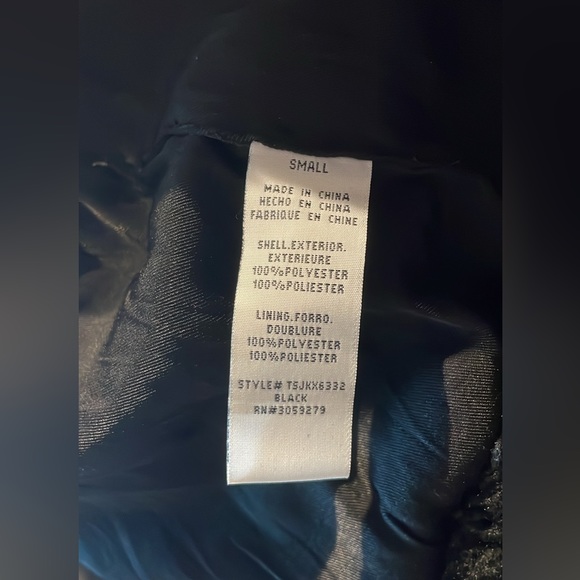 SMALL
MADE IN CHINA
HECHO EN CHINA
FABRIQUE EN CHINE
SHELL.EXTERIOR.
EXTERIEURE
100%POLYESTER
100%POLIESTER
LINING.FORRO.
DOUBLURE
100%POLYESTER
100%POLIESTER
STYLE# TSJKX6332
BLACK
RN#3059279